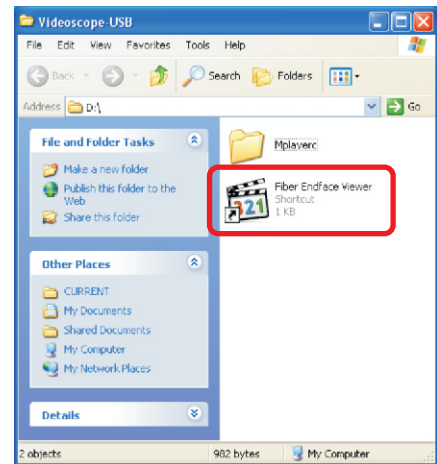 Videoscope-USB
File Edit View Favorites Tools Help
Back Search Folders
Address D:\ Go
File and Folder Tasks
Make a new folder
Publish this folder to the
Web
Share this folder
Other Places
CURRENT
My Documents
Shared Documents
My Computer
My Network Places
Details
Mplayerc
Fiber Endface Viewer
Shortcut
1 KB
321
2 objects 982 bytes My Computer